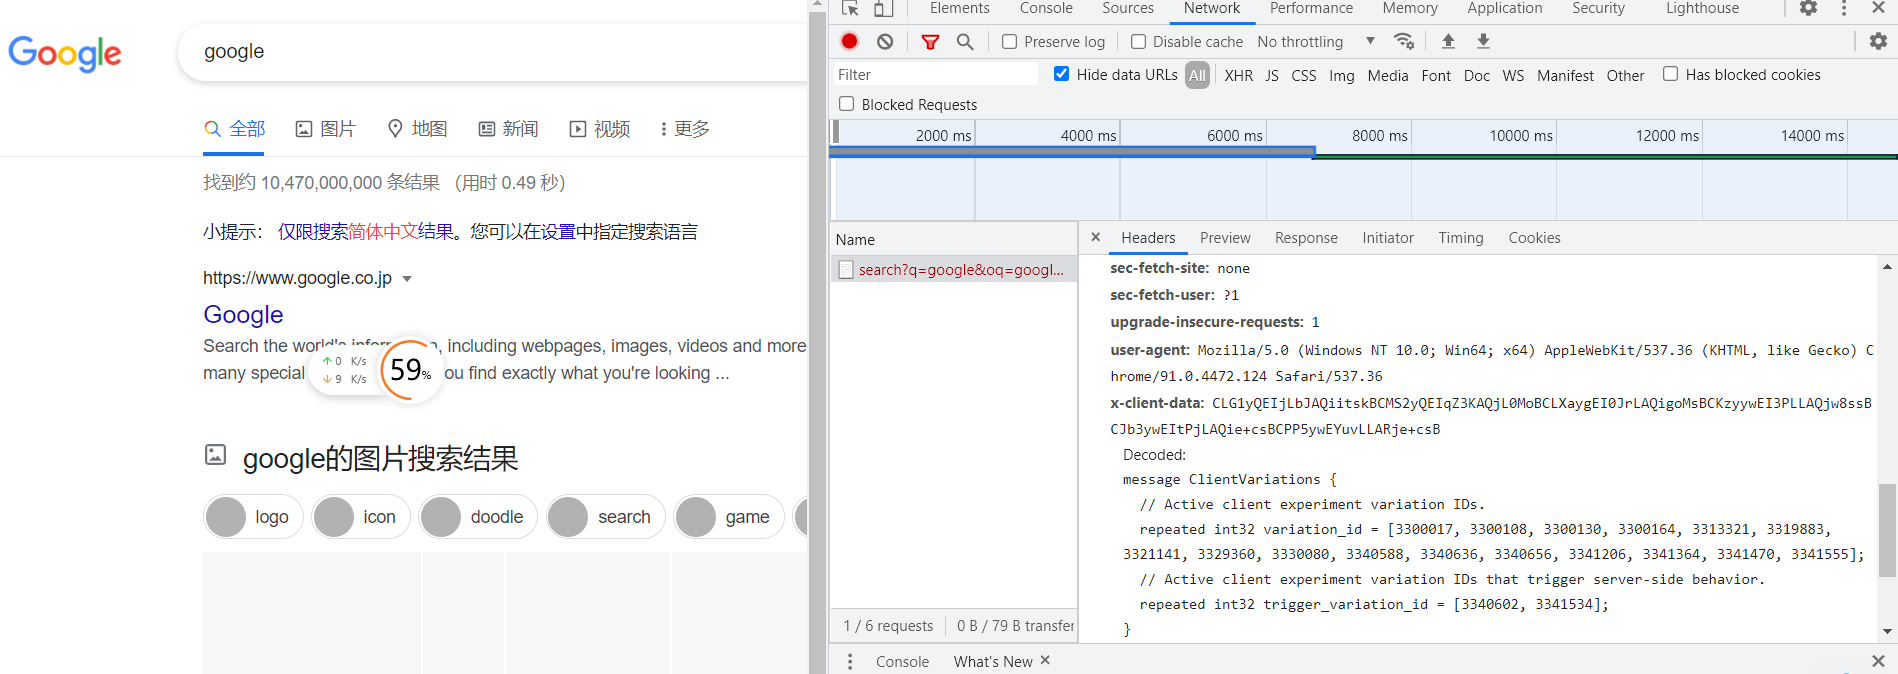 Google
google
全部 图片 地图 新闻 视频 更多
找到约 10,470,000,000 条结果 （用时 0.49 秒）
小提示： 仅限搜索简体中文结果。您可以在设置中指定搜索语言
https://www.google.co.jp
Google
Search the world's information, including webpages, images, videos and more
many special ou find exactly what you're looking ...
0 K/s
9 K/s
59%
google的图片搜索结果
logo icon doodle search game
Elements Console Sources Network Performance Memory Application Security Lighthouse
Preserve log Disable cache No throttling
Filter Hide data URLs All XHR JS CSS Img Media Font Doc WS Manifest Other Has blocked cookies
Blocked Requests
2000 ms 4000 ms 6000 ms 8000 ms 10000 ms 12000 ms 14000 ms
Name
search?q=google&oq=googl...
1 / 6 requests 0 B / 79 B transfer
Headers Preview Response Initiator Timing Cookies
sec-fetch-site: none
sec-fetch-user: ?1
upgrade-insecure-requests: 1
user-agent: Mozilla/5.0 (Windows NT 10.0; Win64; x64) AppleWebKit/537.36 (KHTML, like Gecko) C
hrome/91.0.4472.124 Safari/537.36
x-client-data: CLG1yQEIjLbJAQiitskBCMS2yQEIqZ3KAQjL0MoBCLXaygEI0JrLAQigoMsBCKzyywEI3PLLAQjw8ssB
CJb3ywEItPjLAQie+csBCPP5ywEYuvLLARje+csB
Decoded:
message ClientVariations {
// Active client experiment variation IDs.
repeated int32 variation_id = [3300017, 3300108, 3300130, 3300164, 3313321, 3319883,
3321141, 3329360, 3330080, 3340588, 3340636, 3340656, 3341206, 3341364, 3341470, 3341555];
// Active client experiment variation IDs that trigger server-side behavior.
repeated int32 trigger_variation_id = [3340602, 3341534];
}
Console What's New